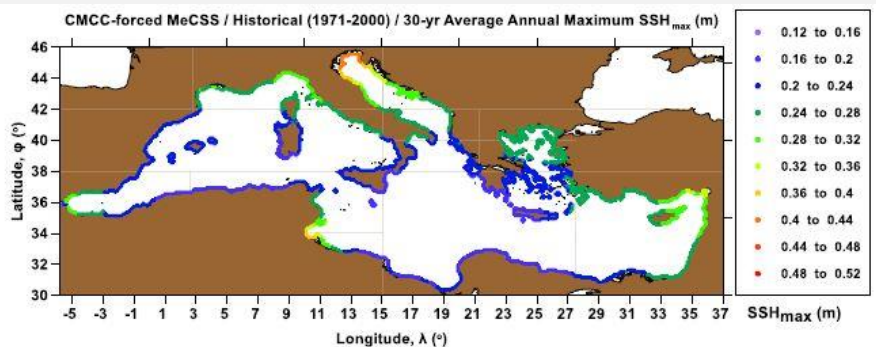 CMCC-forced MeCSS / Historical (1971-2000) / 30-yr Average Annual Maximum SSHmax (m)
46
44
42
40
38
36
34
32
30
Latitude, φ (°)
-5 -3 -1 1 3 5 7 9 11 13 15 17 19 21 23 25 27 29 31 33 35 37
Longitude, λ (°)
0.12 to 0.16
0.16 to 0.2
0.2 to 0.24
0.24 to 0.28
0.28 to 0.32
0.32 to 0.36
0.36 to 0.4
0.4 to 0.44
0.44 to 0.48
0.48 to 0.52
SSHmax (m)